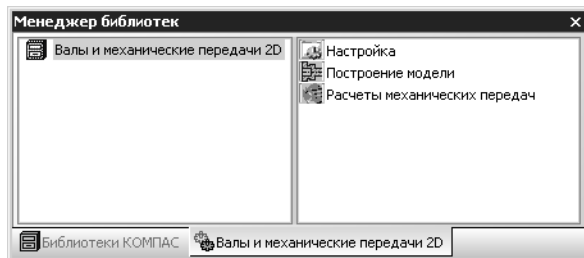 Менеджер библиотек
Валы и механические передачи 2D
Настройка
Построение модели
Расчеты механических передач
Библиотеки КОМПАС
Валы и механические передачи 2D